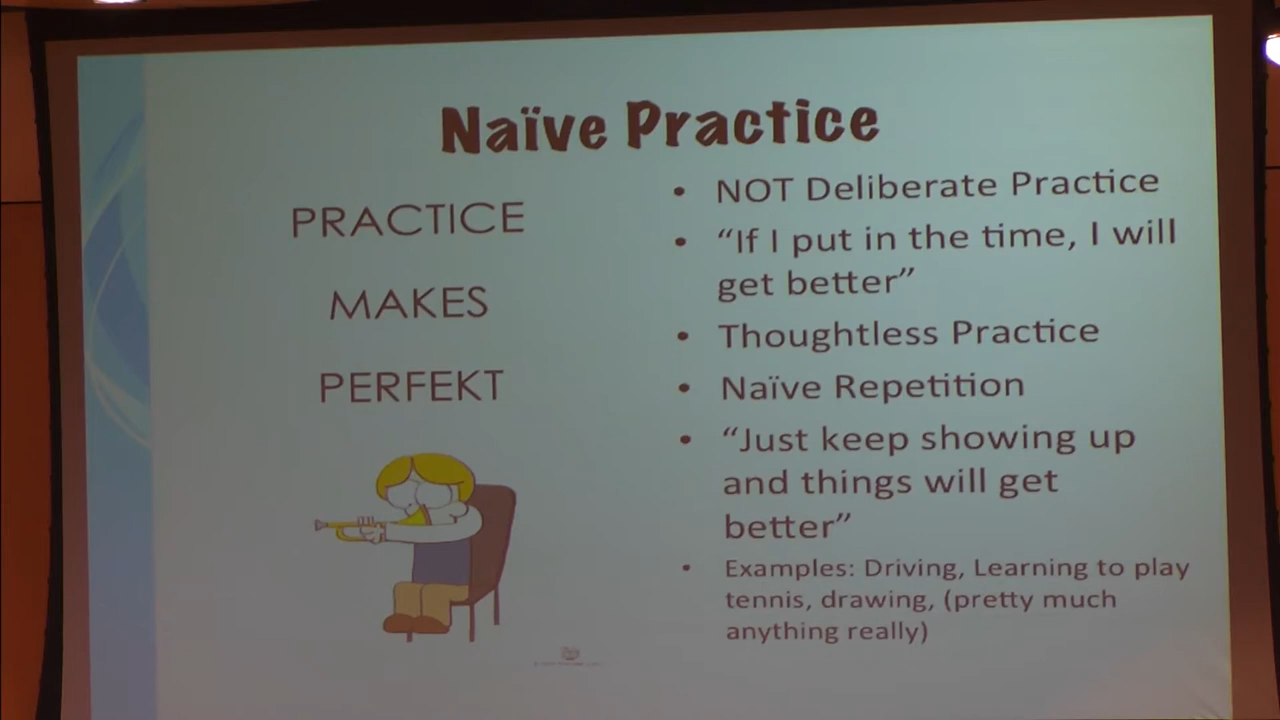 Naïve Practice
PRACTICE
MAKES
PERFEKT
• NOT Deliberate Practice
• “If I put in the time, I will
get better”
• Thoughtless Practice
• Naïve Repetition
• “Just keep showing up
and things will get
better”
• Examples: Driving, Learning to play
tennis, drawing, (pretty much
anything really)